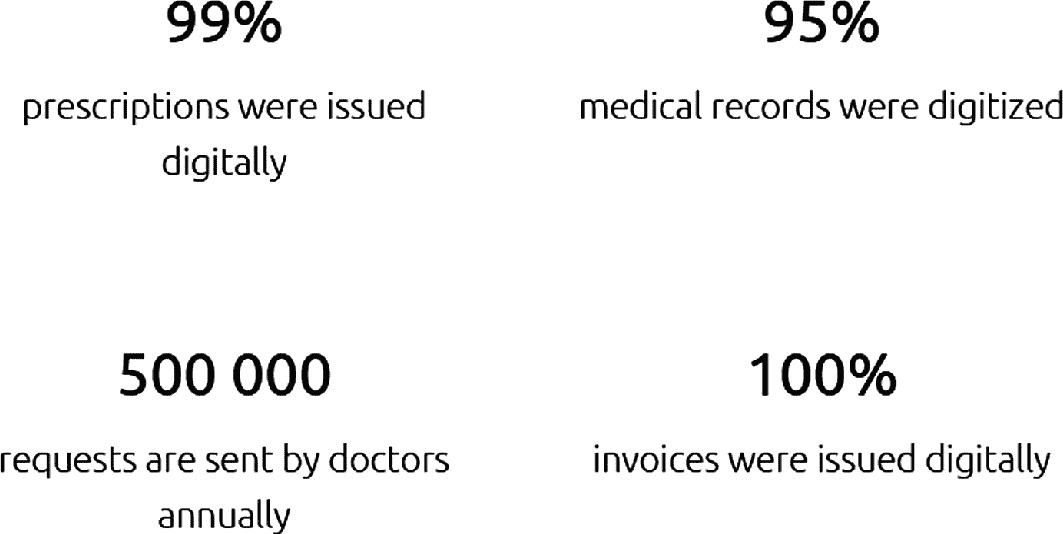 99%
prescriptions were issued
digitally
95%
medical records were digitized
500 000
requests are sent by doctors
annually
100%
invoices were issued digitally